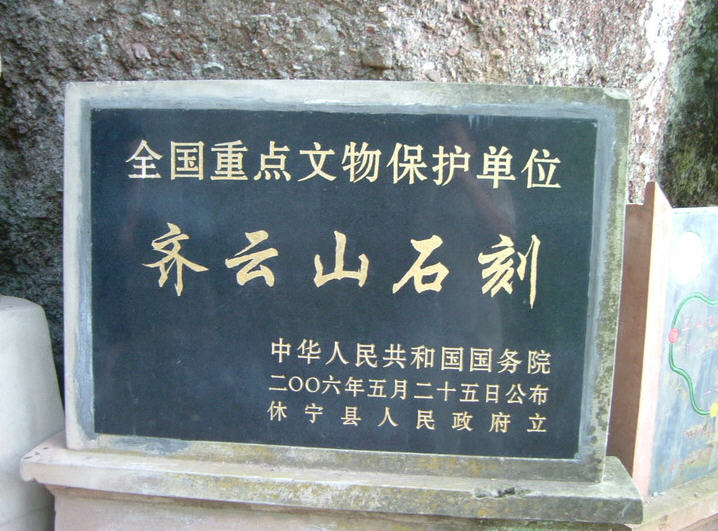 全国重点文物保护单位
齐云山石刻
中华人民共和国国务院
二〇〇六年五月二十五日公布
休宁县人民政府立